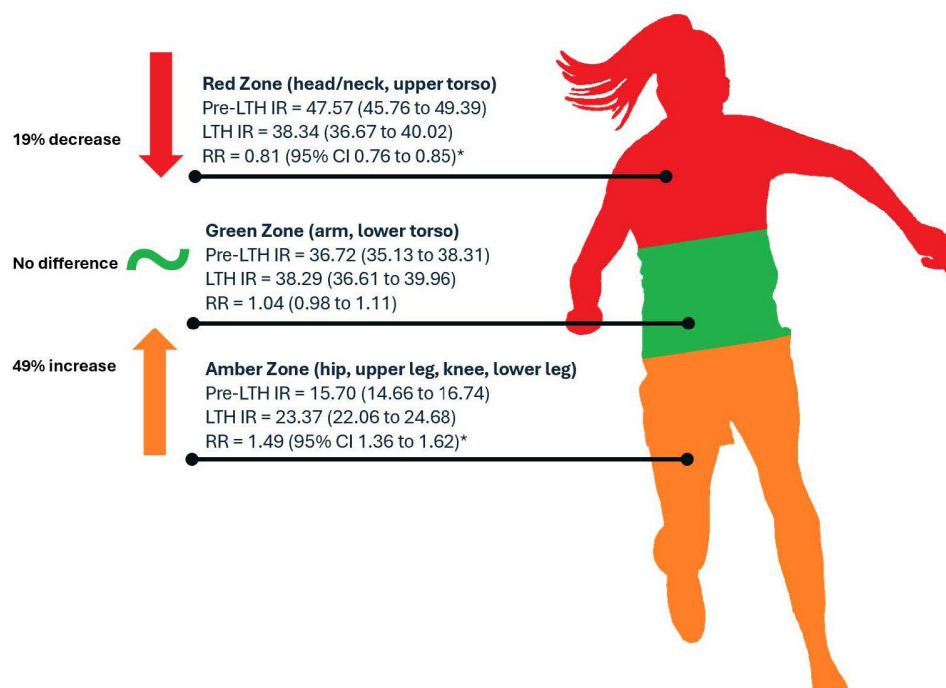 Red Zone (head/neck, upper torso)
Pre-LTH IR = 47.57 (45.76 to 49.39)
LTH IR = 38.34 (36.67 to 40.02)
RR = 0.81 (95% CI 0.76 to 0.85)*
19% decrease
Green Zone (arm, lower torso)
Pre-LTH IR = 36.72 (35.13 to 38.31)
LTH IR = 38.29 (36.61 to 39.96)
RR = 1.04 (0.98 to 1.11)
No difference
Amber Zone (hip, upper leg, knee, lower leg)
Pre-LTH IR = 15.70 (14.66 to 16.74)
LTH IR = 23.37 (22.06 to 24.68)
RR = 1.49 (95% CI 1.36 to 1.62)*
49% increase